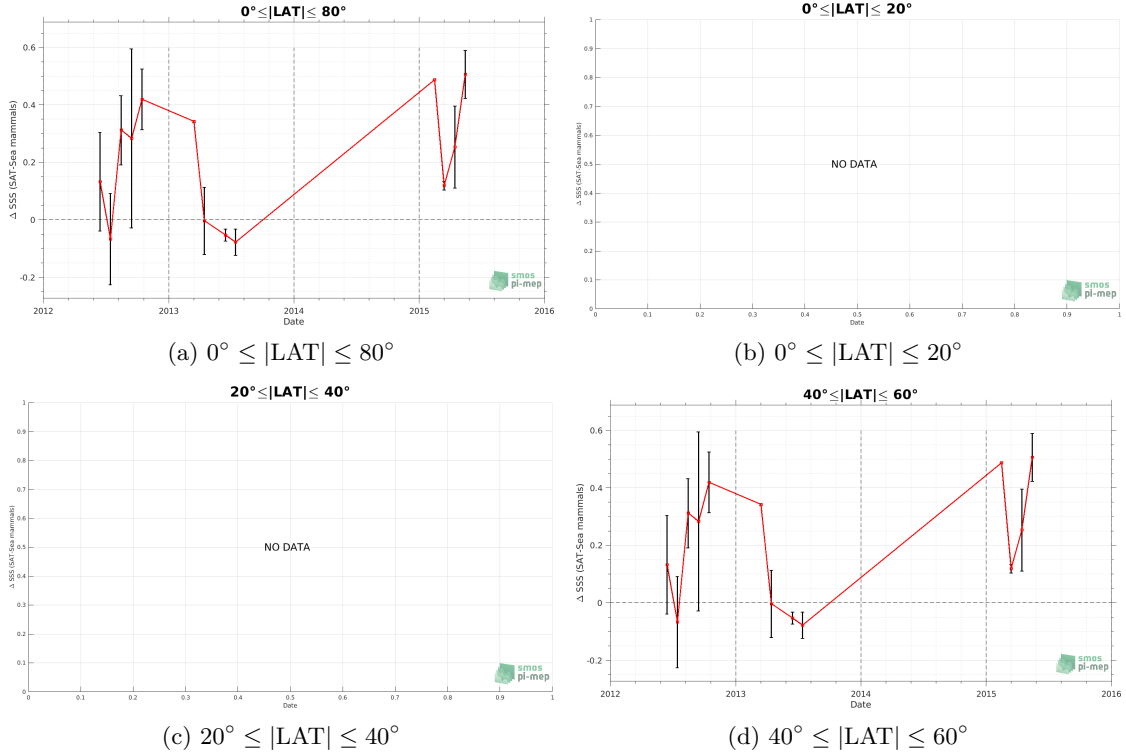 0°≤|LAT|≤ 80°
Δ SSS (SAT-Sea mammals)
0.6
0.4
0.2
0
-0.2
2012 2013 2014 2015 2016
Date
smos
pi-mep
(a) 0° ≤ |LAT| ≤ 80°
0°≤|LAT|≤ 20°
Δ SSS (SAT-Sea mammals)
1
0.9
0.8
0.7
0.6
0.5
0.4
0.3
0.2
0.1
0
NO DATA
0 0.1 0.2 0.3 0.4 0.5 0.6 0.7 0.8 0.9 1
Date
smos
pi-mep
(b) 0° ≤ |LAT| ≤ 20°
20°≤|LAT|≤ 40°
Δ SSS (SAT-Sea mammals)
1
0.9
0.8
0.7
0.6
0.5
0.4
0.3
0.2
0.1
0
NO DATA
0 0.1 0.2 0.3 0.4 0.5 0.6 0.7 0.8 0.9 1
Date
smos
pi-mep
(c) 20° ≤ |LAT| ≤ 40°
40°≤|LAT|≤ 60°
Δ SSS (SAT-Sea mammals)
0.6
0.4
0.2
0
-0.2
2012 2013 2014 2015 2016
Date
smos
pi-mep
(d) 40° ≤ |LAT| ≤ 60°